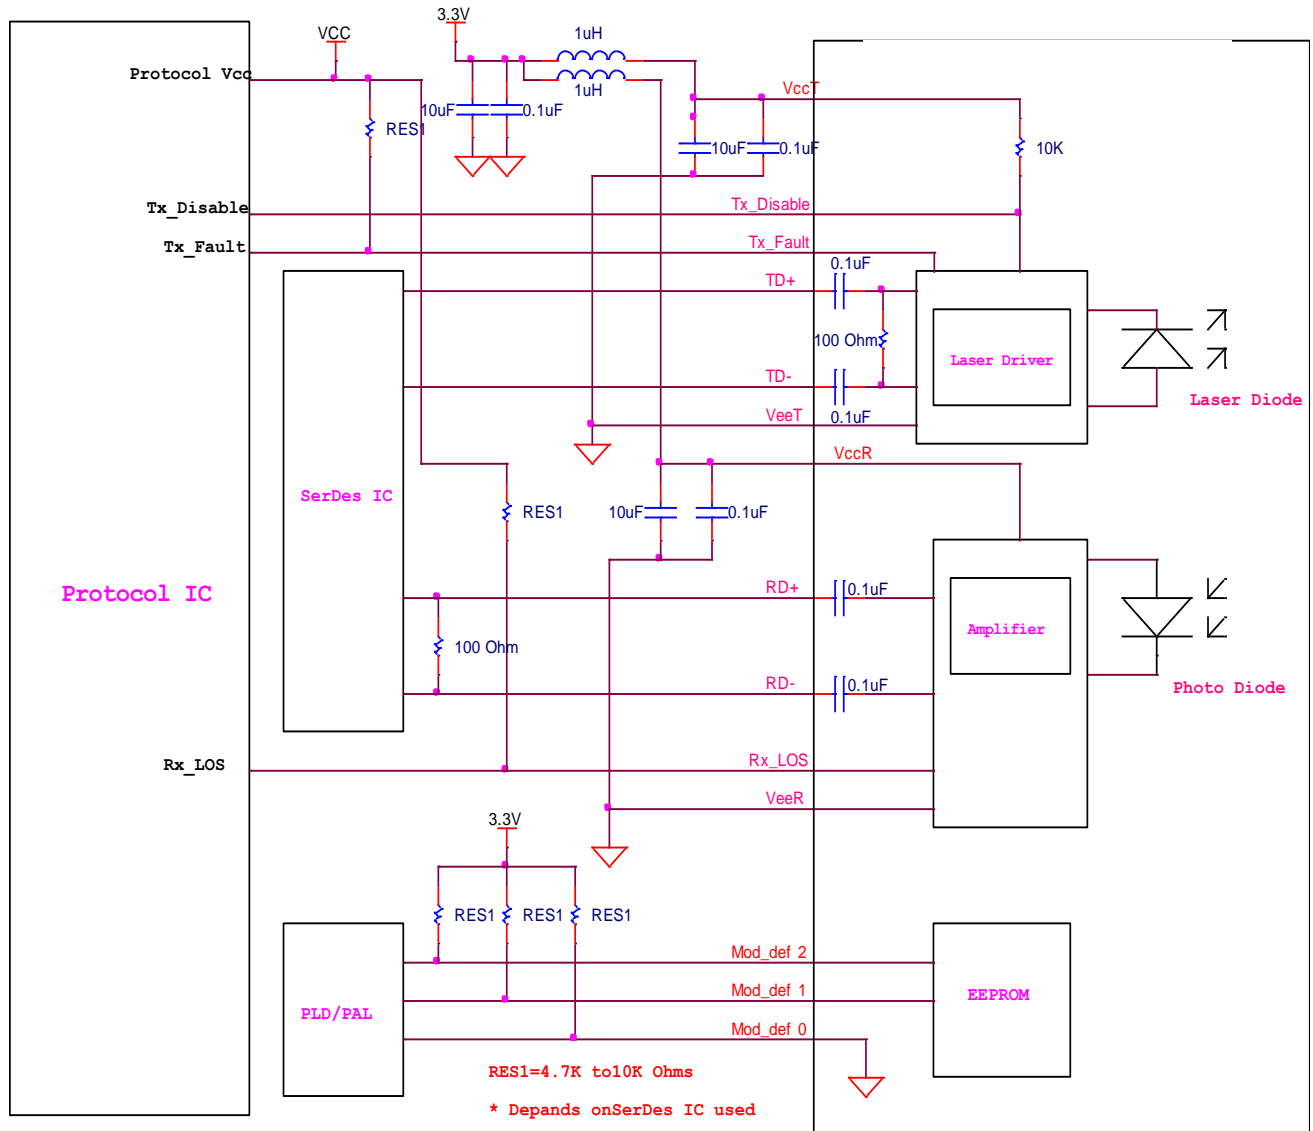 3.3V
VCC
1uH
Protocol Vcc
1uH
VccT
10uF
0.1uF
RES1
10uF
0.1uF
10K
Tx_Disable
Tx_Disable
Tx_Fault
Tx_Fault
0.1uF
TD+
100 Ohm
Laser Driver
TD-
Laser Diode
VeeT
0.1uF
VccR
SerDes IC
RES1
10uF
0.1uF
Protocol IC
RD+
0.1uF
Amplifier
100 Ohm
RD-
0.1uF
Photo Diode
Rx_LOS
Rx_LOS
VeeR
3.3V
RES1
RES1
RES1
Mod_def 2
Mod_def 1
EEPROM
PLD/PAL
Mod_def 0
RES1=4.7K to10K Ohms
* Depands onSerDes IC used